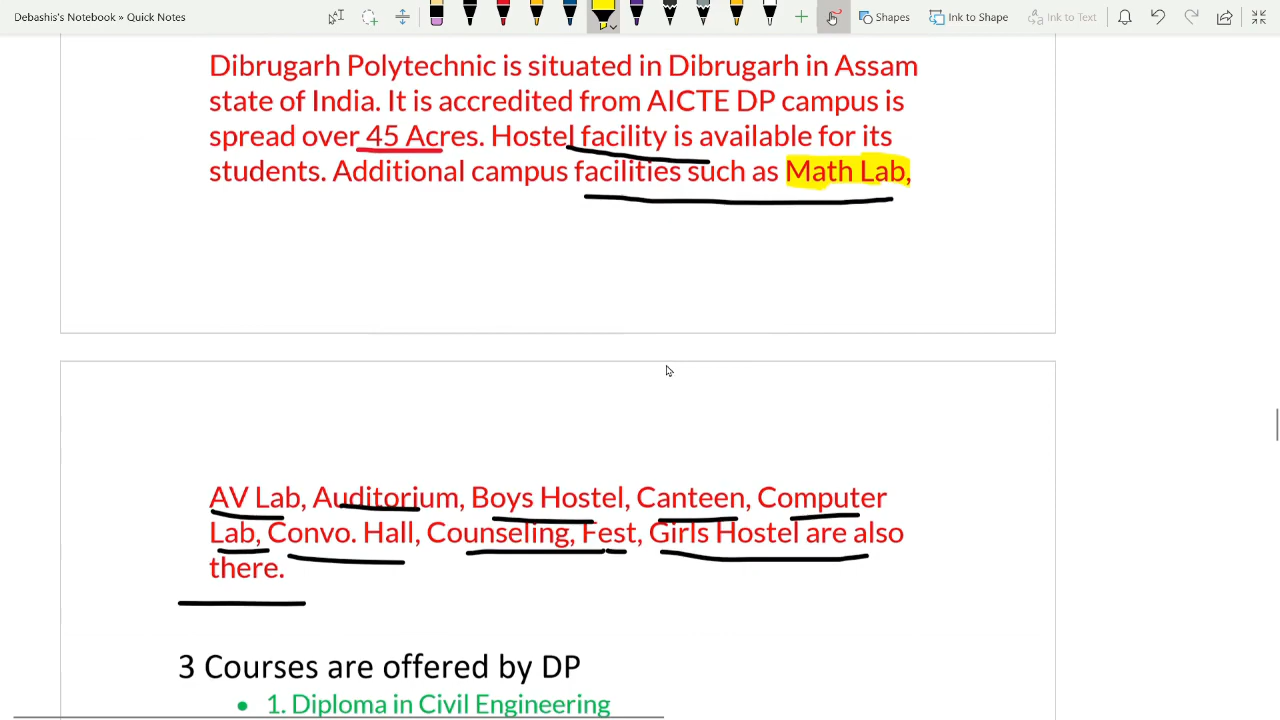 Debashis's Notebook » Quick Notes
Shapes
Ink to Shape
Ink to Text
Dibrugarh Polytechnic is situated in Dibrugarh in Assam
state of India. It is accredited from AICTE DP campus is
spread over 45 Acres. Hostel facility is available for its
students. Additional campus facilities such as Math Lab,
AV Lab, Auditorium, Boys Hostel, Canteen, Computer
Lab, Convo. Hall, Counseling, Fest, Girls Hostel are also
there.
3 Courses are offered by DP
• 1. Diploma in Civil Engineering